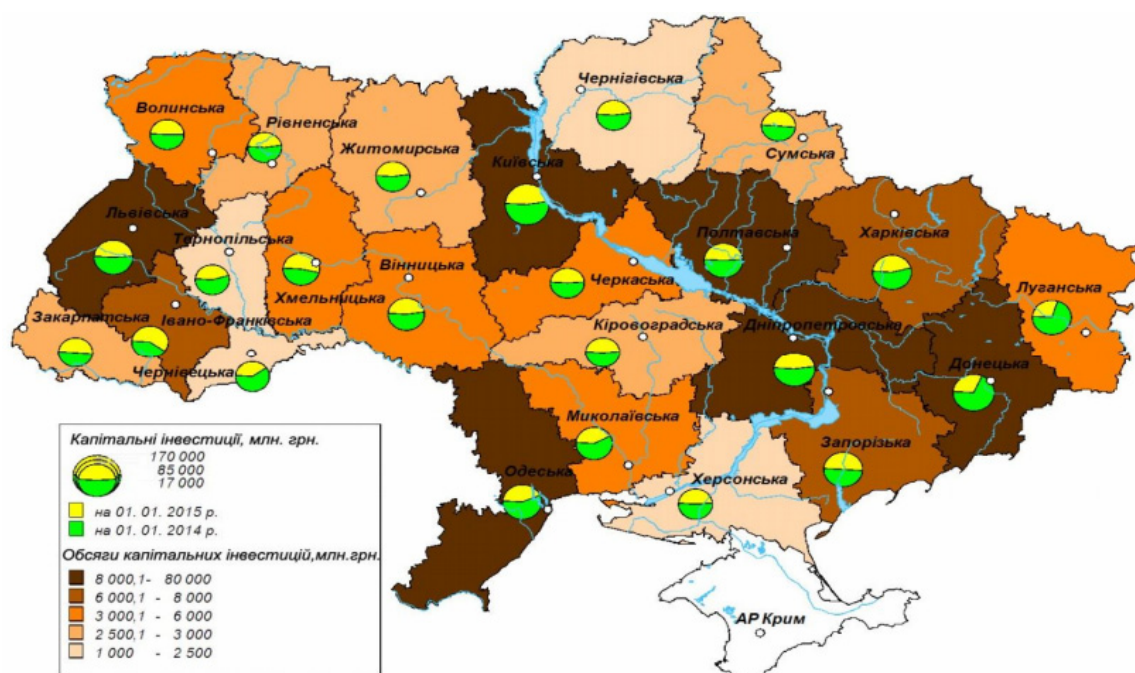 Чернігівська
Волинська
Рівненська
Житомирська
Сумська
Київська
Львівська
Тернопільська
Полтавська
Харківська
Вінницька
Черкаська
Хмельницька
Луганська
Закарпатська
Івано-Франківська
Кіровоградська
Дніпропетровська
Донецька
Чернівецька
Миколаївська
Запорізька
Одеська
Херсонська
АР Крим
Капітальні інвестиції, млн. грн.
170 000
85 000
17 000
на 01. 01. 2015 р.
на 01. 01. 2014 р.
Обсяги капітальних інвестицій,млн.грн.
8 000,1- 80 000
6 000,1 - 8 000
3 000,1 - 6 000
2 500,1 - 3 000
1 000 - 2 500